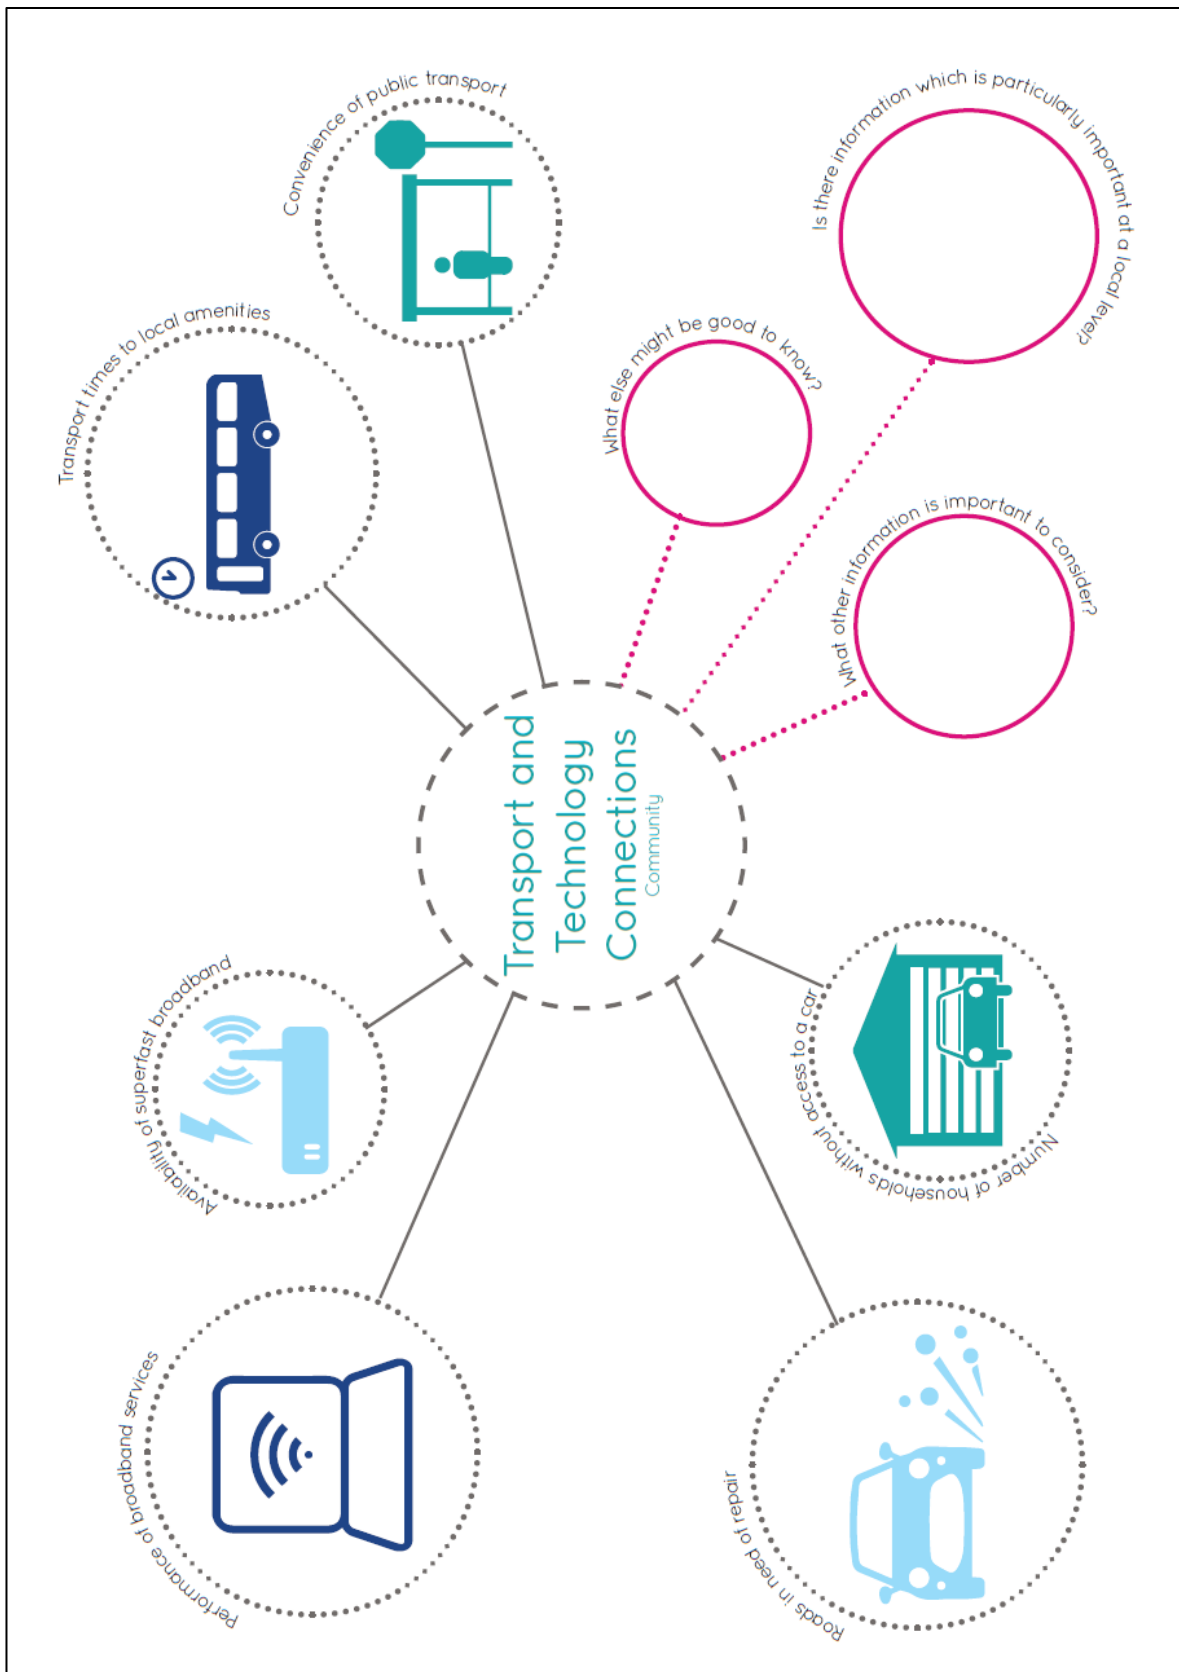 Transport and
Technology
Connections
Community
Performance of broadband services
Availability of superfast broadband
Transport times to local amenities
Convenience of public transport
What else might be good to know?
Is there information which is particularly important at a local level?
What other information is important to consider?
Number of households without access to a car
Roads in need of repair